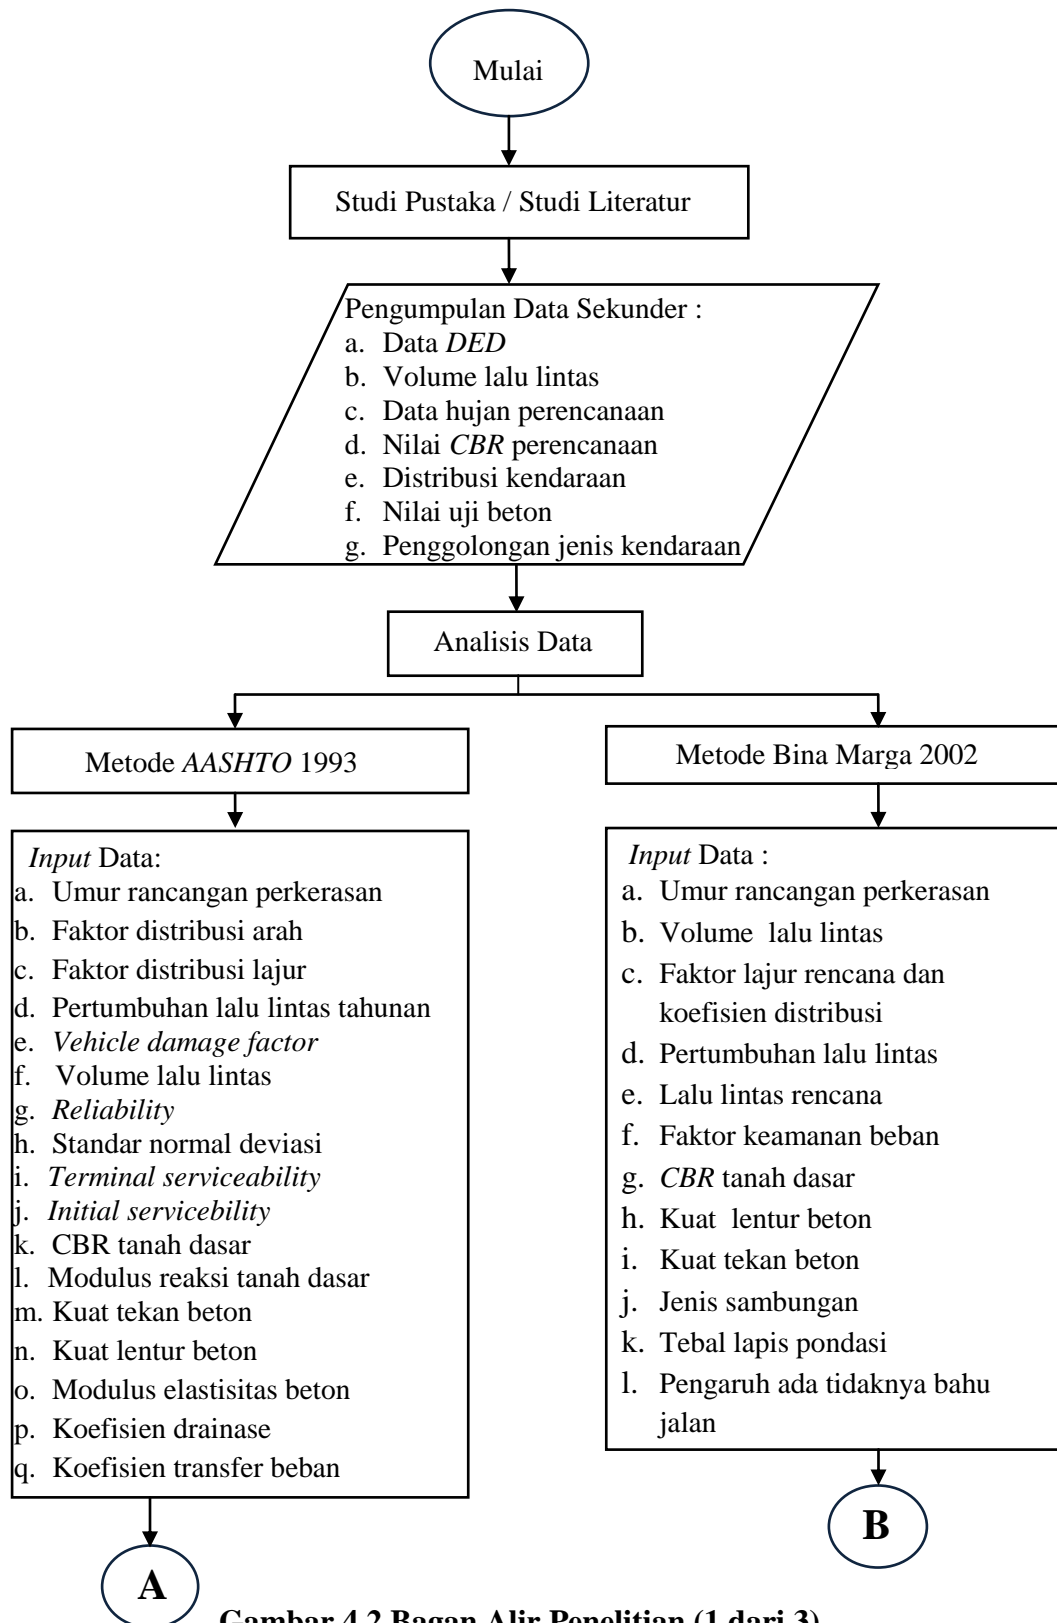 Mulai
Studi Pustaka / Studi Literatur
Pengumpulan Data Sekunder :
a. Data DED
b. Volume lalu lintas
c. Data hujan perencanaan
d. Nilai CBR perencanaan
e. Distribusi kendaraan
f. Nilai uji beton
g. Penggolongan jenis kendaraan
Analisis Data
Metode AASHTO 1993
Input Data:
a. Umur rancangan perkerasan
b. Faktor distribusi arah
c. Faktor distribusi lajur
d. Pertumbuhan lalu lintas tahunan
e. Vehicle damage factor
f. Volume lalu lintas
g. Reliability
h. Standar normal deviasi
i. Terminal serviceability
j. Initial servicebility
k. CBR tanah dasar
l. Modulus reaksi tanah dasar
m. Kuat tekan beton
n. Kuat lentur beton
o. Modulus elastisitas beton
p. Koefisien drainase
q. Koefisien transfer beban
A
Metode Bina Marga 2002
Input Data :
a. Umur rancangan perkerasan
b. Volume lalu lintas
c. Faktor lajur rencana dan
koefisien distribusi
d. Pertumbuhan lalu lintas
e. Lalu lintas rencana
f. Faktor keamanan beban
g. CBR tanah dasar
h. Kuat lentur beton
i. Kuat tekan beton
j. Jenis sambungan
k. Tebal lapis pondasi
l. Pengaruh ada tidaknya bahu
jalan
B
Gambar 4.2 Bagan Alir Penelitian (1 dari 3)